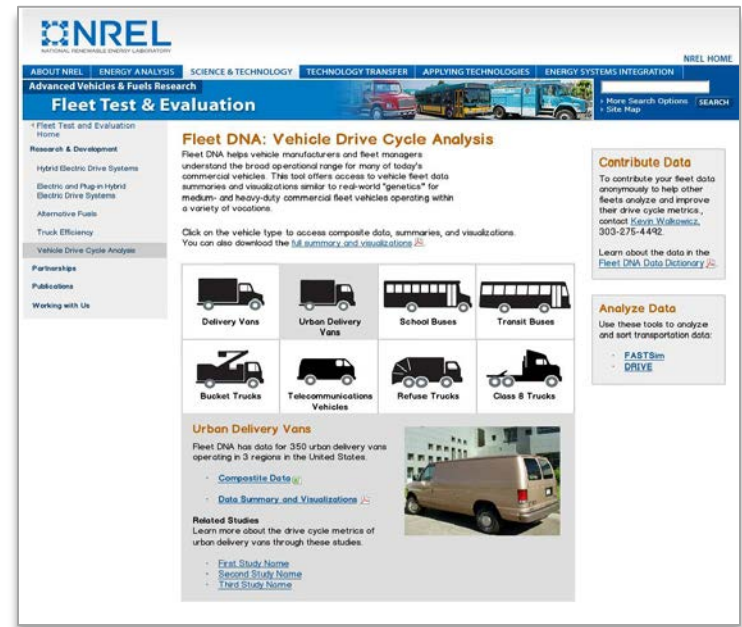 NREL
NATIONAL RENEWABLE ENERGY LABORATORY
NREL HOME
ABOUT NREL
ENERGY ANALYSIS
SCIENCE & TECHNOLOGY
TECHNOLOGY TRANSFER
APPLYING TECHNOLOGIES
ENERGY SYSTEMS INTEGRATION
Advanced Vehicles & Fuels Research
Fleet Test & Evaluation
› More Search Options
SEARCH
› Site Map
‹Fleet Test and Evaluation
Home
Research & Development
Hybrid Electric Drive Systems
Electric and Plug-in Hybrid
Electric Drive Systems
Alternative Fuels
Truck Efficiency
Vehicle Drive Cycle Analysis
Partnerships
Publications
Working with Us
Fleet DNA: Vehicle Drive Cycle Analysis
Fleet DNA helps vehicle manufacturers and fleet managers
understand the broad operational range for many of today's
commercial vehicles. This tool offers access to vehicle fleet data
summaries and visualizations similar to real-world "genetics" for
medium- and heavy-duty commercial fleet vehicles operating within
a variety of vocations.
Click on the vehicle type to access composite data, summaries, and visualizations.
You can also download the full summary and visualizations.
Delivery Vans
Urban Delivery
Vans
School Buses
Transit Buses
Bucket Trucks
Telecommunications
Vehicles
Refuse Trucks
Class 8 Trucks
Urban Delivery Vans
Fleet DNA has data for 350 urban delivery vans
operating in 3 regions in the United States.
· Composite Data
· Data Summary and Visualizations
Related Studies
Learn more about the drive cycle metrics of
urban delivery vans through these studies.
· First Study Name
· Second Study Name
· Third Study Name
Contribute Data
To contribute your fleet data
anonymously to help other
fleets analyze and improve
their drive cycle metrics.,
contact Kevin Walkowicz,
303-275-4492.
Learn about the data in the
Fleet DNA Data Dictionary.
Analyze Data
Use these tools to analyze
and sort transportation data:
· FASTSim
· DRIVE